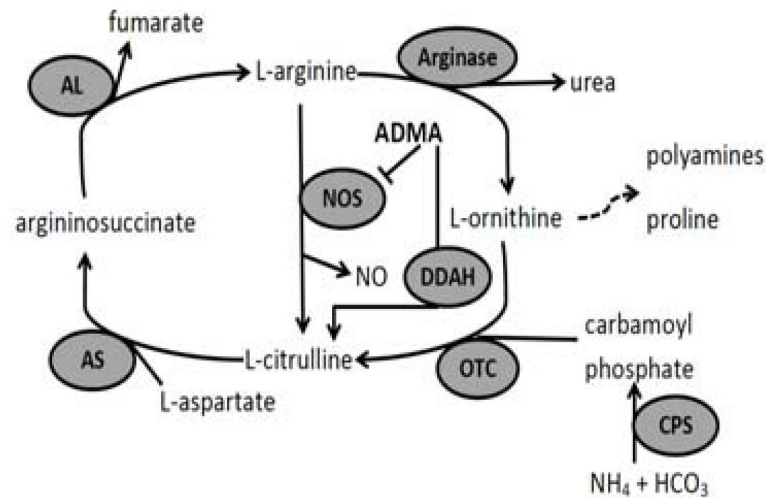 fumarate
AL
L-arginine
Arginase
urea
ADMA
polyamines
NOS
argininosuccinate
L-ornithine
proline
NO
DDAH
carbamoyl
phosphate
AS
L-citrulline
OTC
L-aspartate
CPS
NH₄ + HCO₃